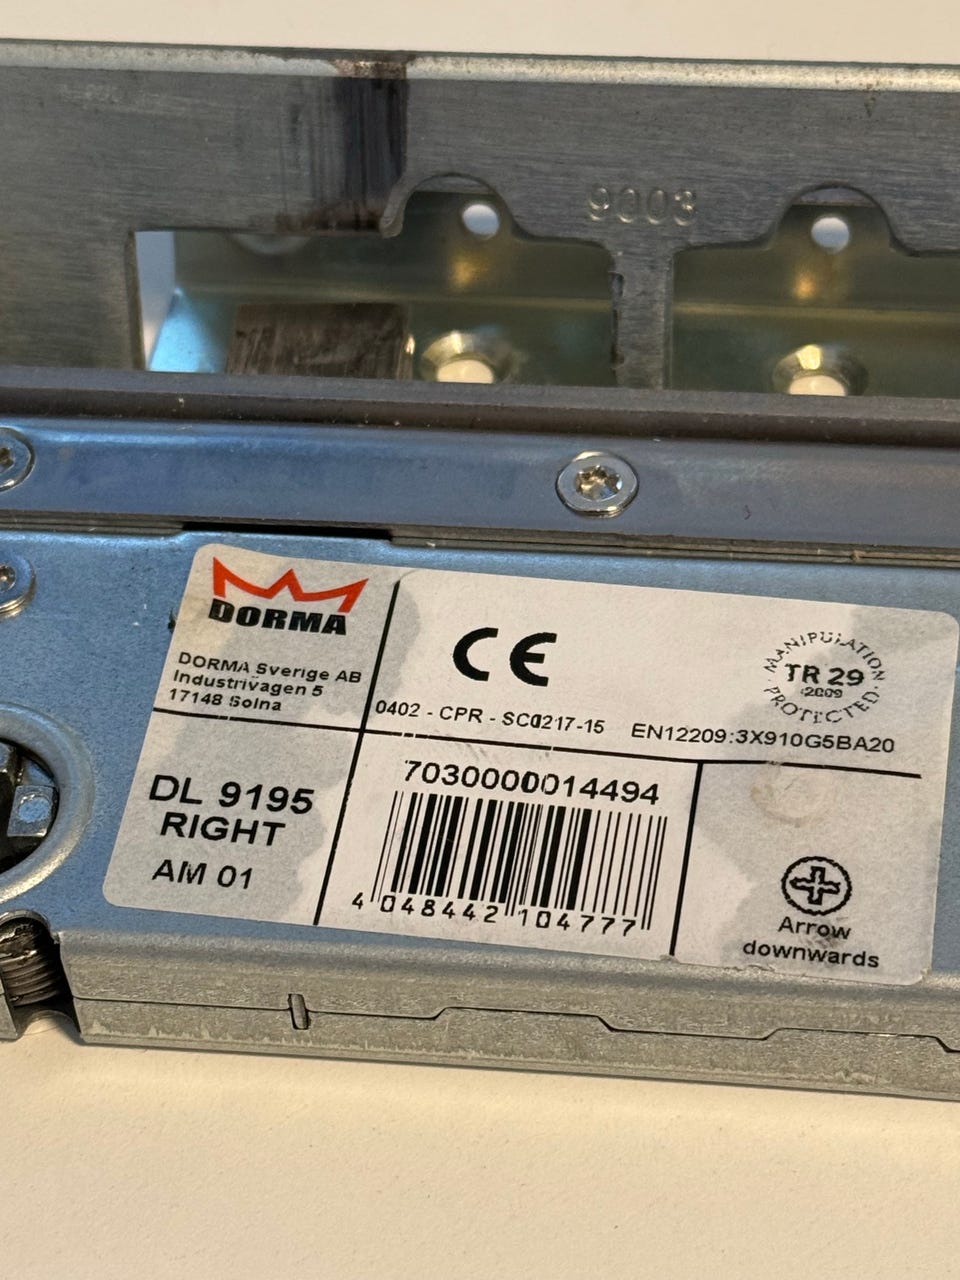 9003
DORMA
DORMA Sverige AB
Industrivägen 5
17148 Solna
CE
0402 - CPR - SC0217-15
EN12209:3X910G5BA20
MANIPULATION
TR 29
2009
PROTECTED
DL 9195
RIGHT
AM 01
7030000014494
4 048442 104777
Arrow
downwards